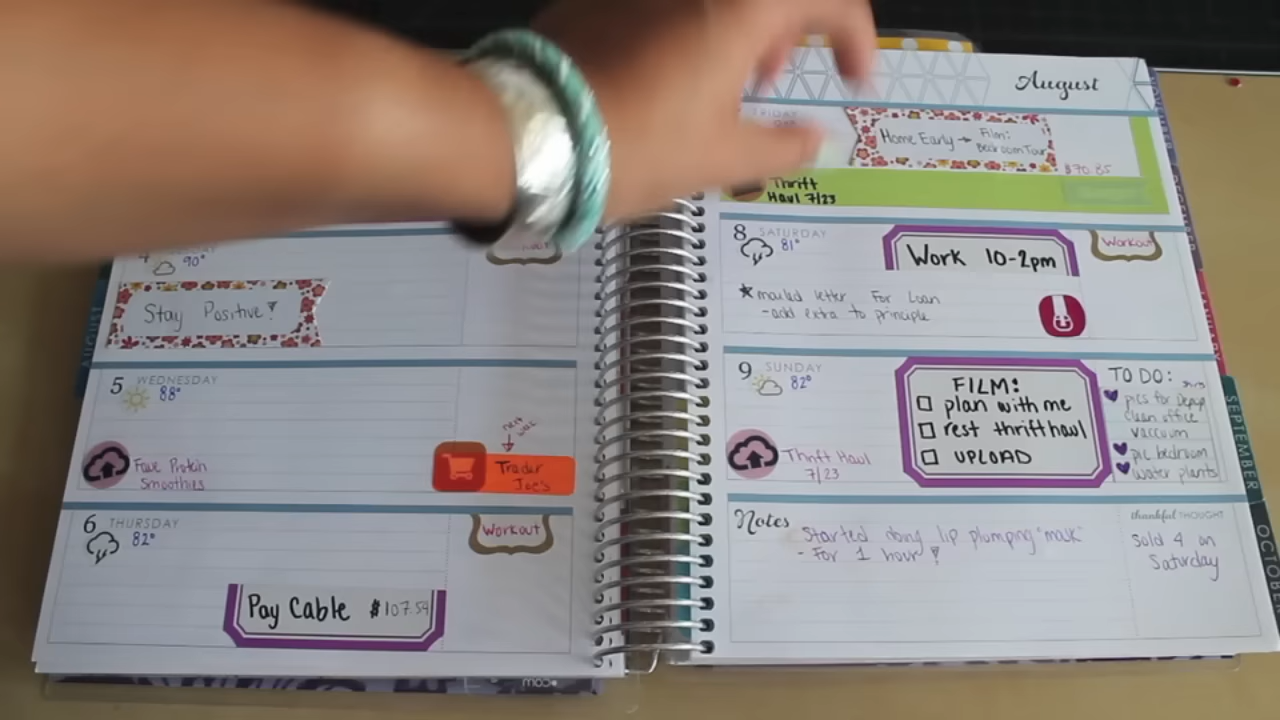 4
90°
Stay Positive!
5 WEDNESDAY
88°
Fave Protein
Smoothies
Trader
Joe's
6 THURSDAY
82°
Workout
Pay Cable $107.54
August
FRIDAY
Home Early → Film:
Bedroom Tour
$70.85
Thrift
Haul 7/23
8 SATURDAY
81°
Work 10-2pm
Workout
★ mailed letter For Loan
- add extra to principle
9 SUNDAY
82°
Thrift Haul
7/23
FILM:
plan with me
rest thrift haul
UPLOAD
TO DO:
pics for Depop
clean office
vacuum
pic bedroom
water plants
Notes
Started doing lip plumping "mask"
- For 1 hour!
thankful THOUGHT
Sold 4 on
Saturday
AUGUST
SEPTEMBER
OCTOBER